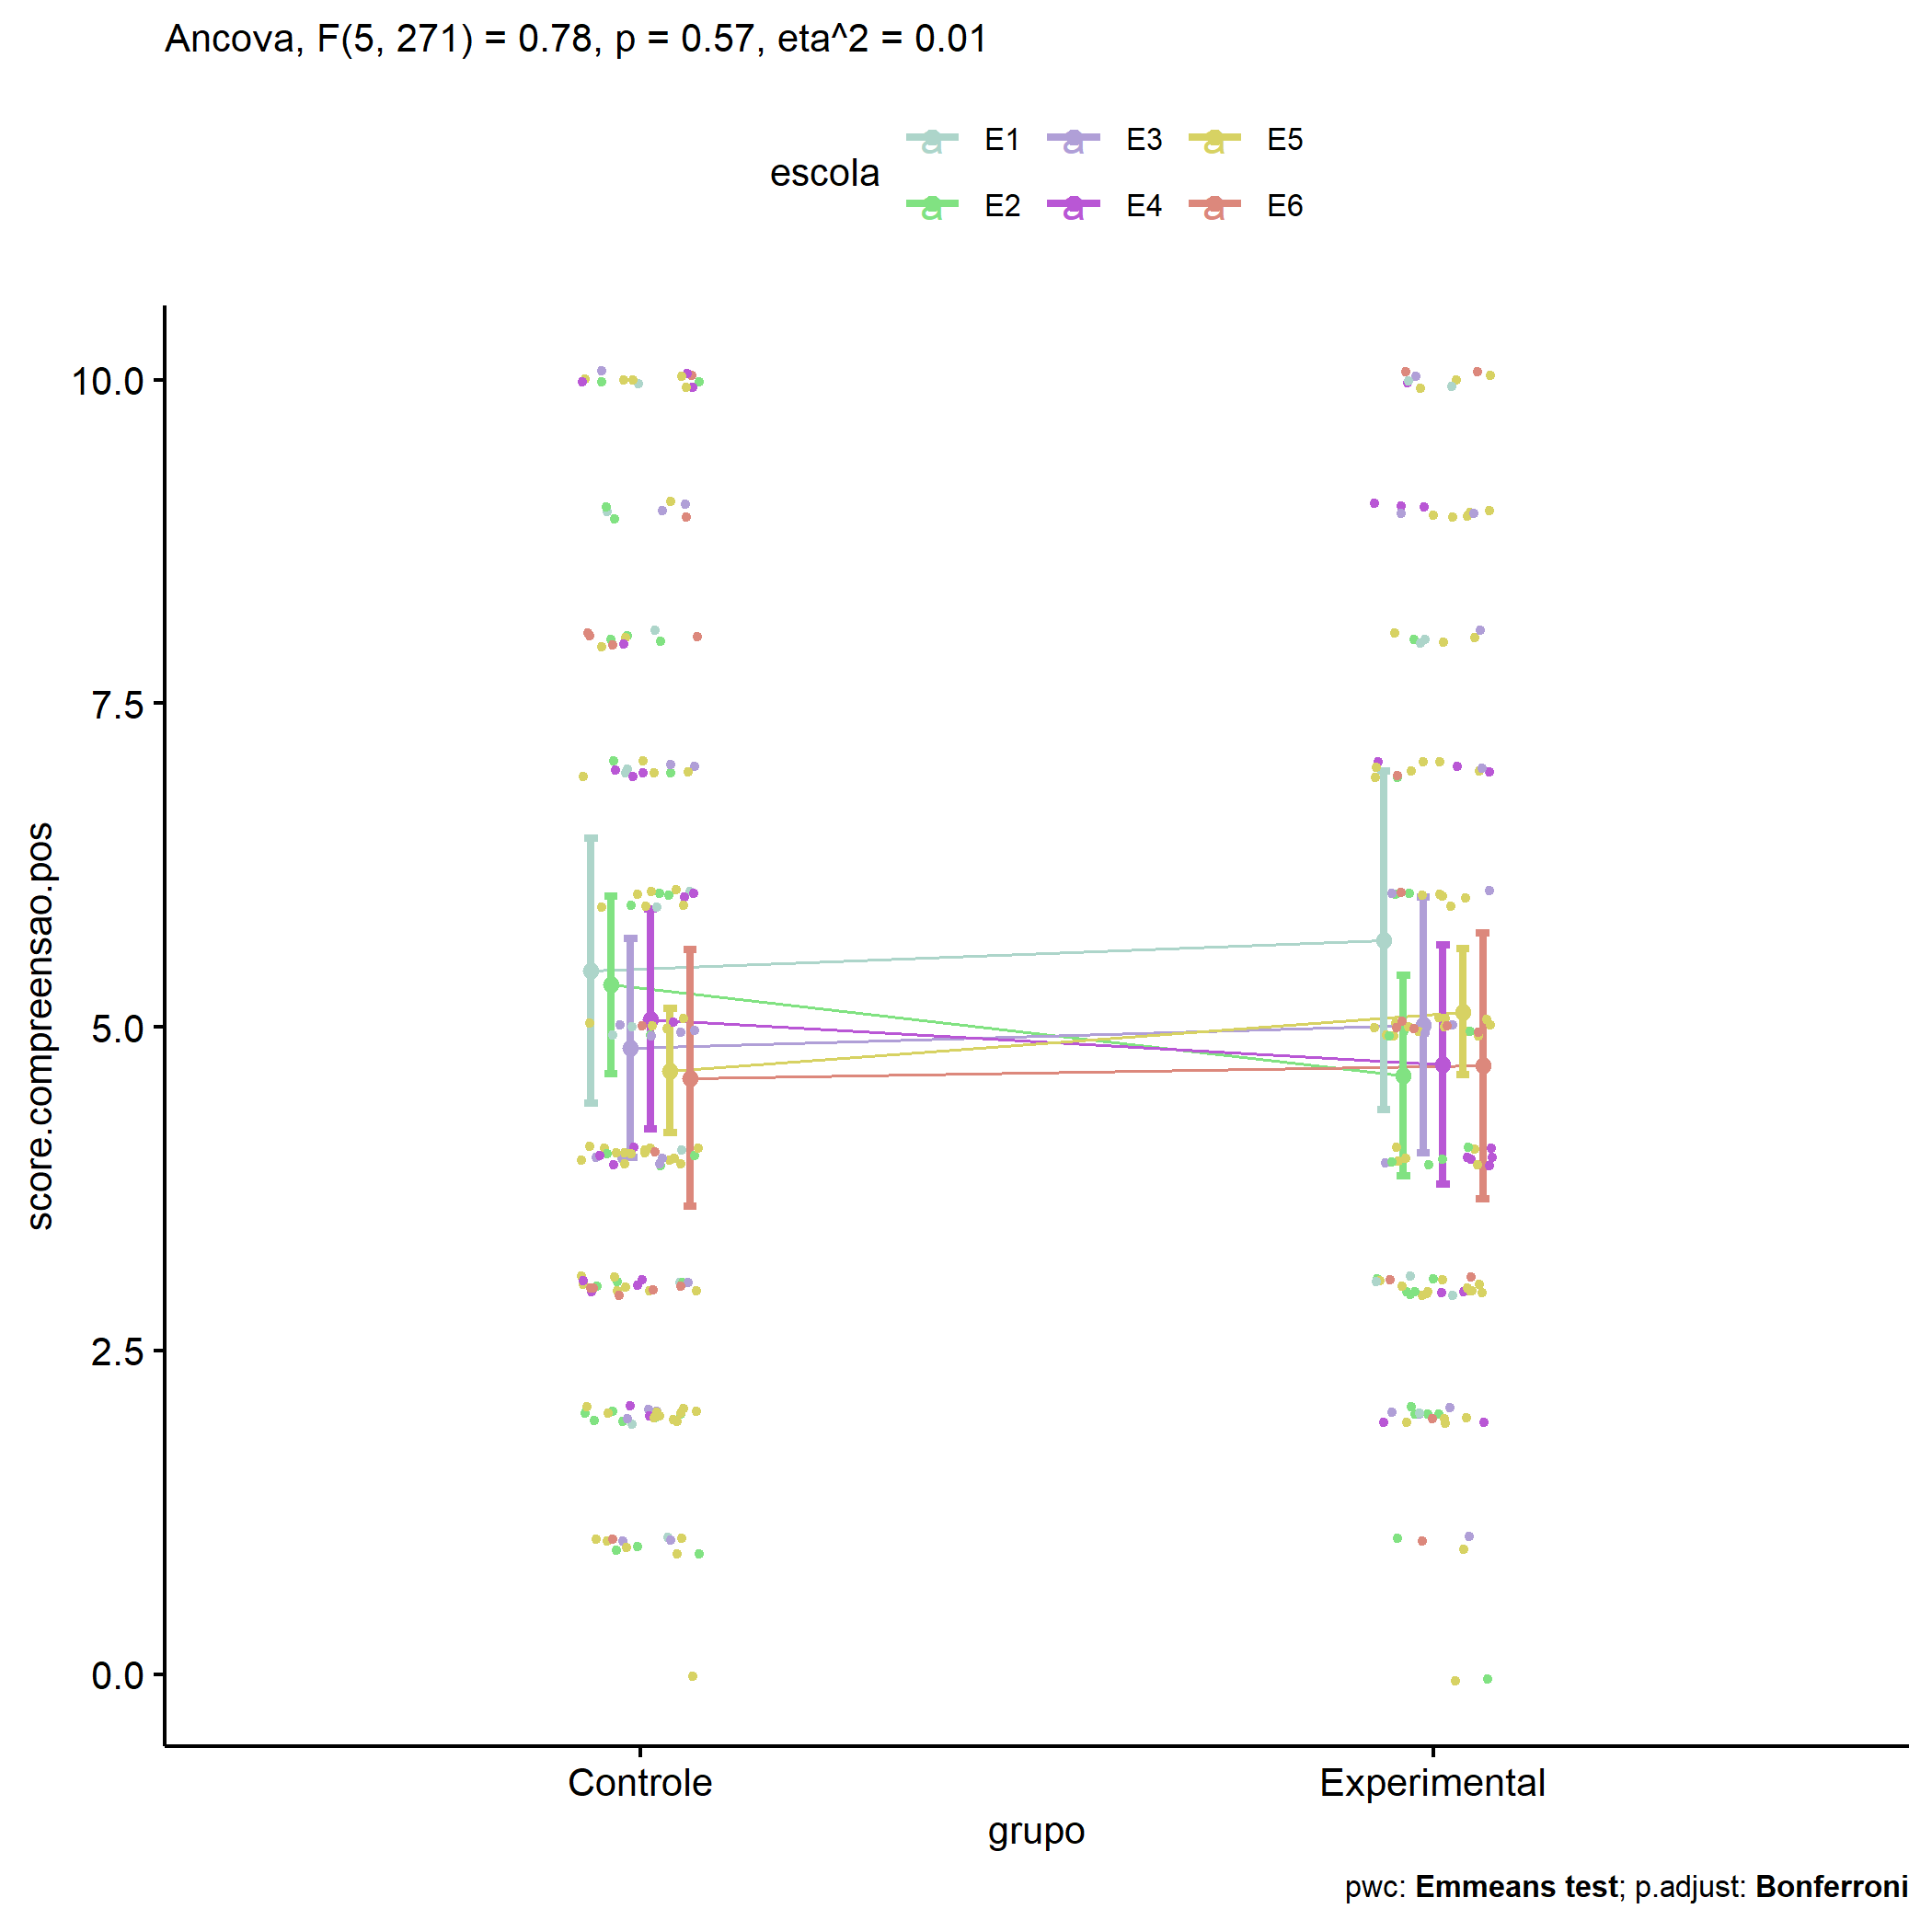 Ancova, F(5, 271) = 0.78, p = 0.57, eta^2 = 0.01
escola
a E1 a E3 a E5
a E2 a E4 a E6
score.compreensao.pos
10.0
7.5
5.0
2.5
0.0
Controle Experimental
grupo
pwc: Emmeans test; p.adjust: Bonferroni